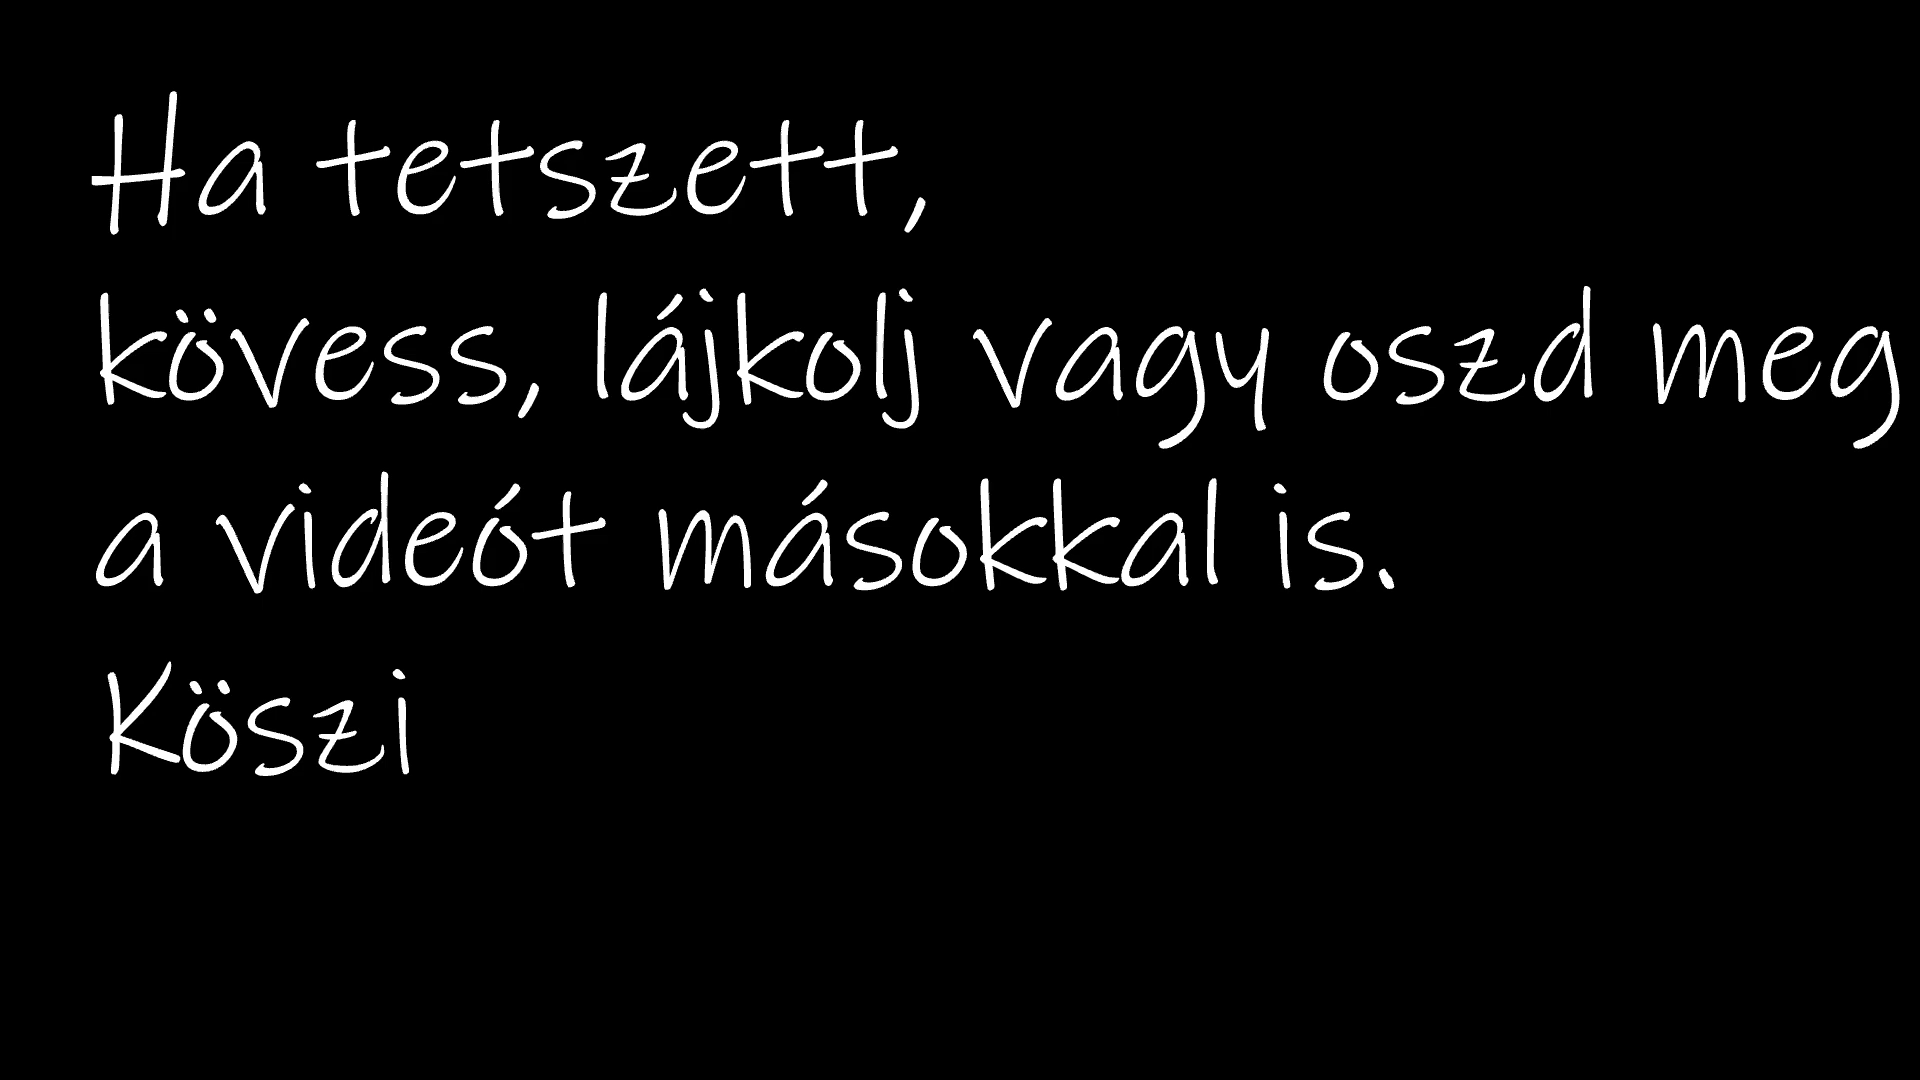 Ha tetszett,
kövess, lájkolj vagy oszd meg
a videót másokkal is.
Köszi